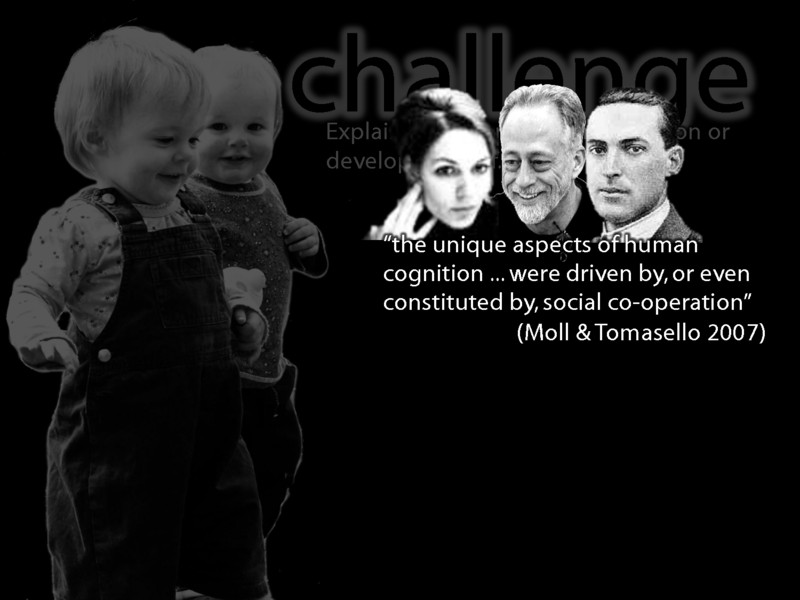 challenge
Explai on or
develop
“the unique aspects of human
cognition ... were driven by, or even
constituted by, social co-operation”
(Moll & Tomasello 2007)